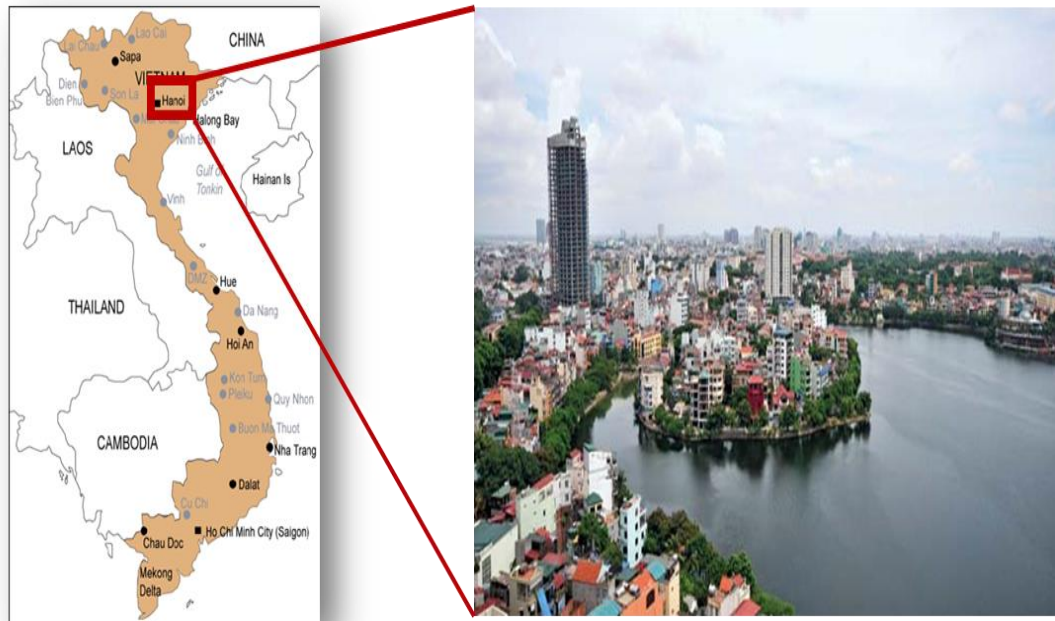 Lao Cai
CHINA
Lai Chau
Sapa
VIETNAM
Dien
Bien Phu
Son La
Hanoi
Halong Bay
Ninh Binh
LAOS
Gulf of
Tonkin
Hainan Is
Vinh
DMZ
Hue
THAILAND
Da Nang
Hoi An
Kon Tum
Pleiku
Quy Nhon
Buon Ma Thuot
CAMBODIA
Nha Trang
Dalat
Cu Chi
Ho Chi Minh City (Saigon)
Chau Doc
Mekong
Delta